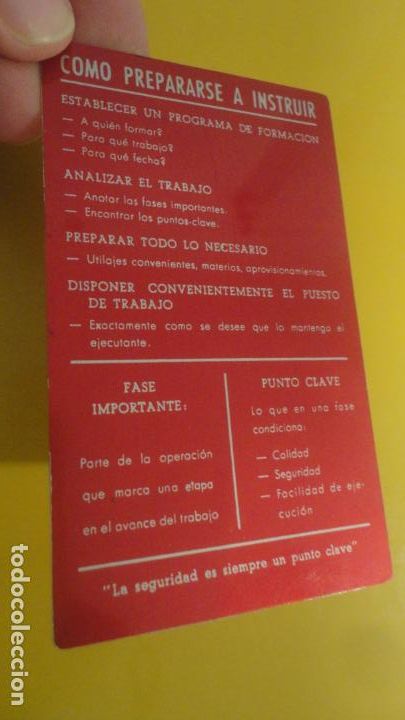 COMO PREPARARSE A INSTRUIR
ESTABLECER UN PROGRAMA DE FORMACION
— A quién formar?
— Para qué trabajo?
— Para qué fecha?
ANALIZAR EL TRABAJO
— Anotar las fases importantes.
— Encontrar los puntos-clave.
PREPARAR TODO LO NECESARIO
— Utilajes convenientes, materias, aprovisionamientos.
DISPONER CONVENIENTEMENTE EL PUESTO
DE TRABAJO
— Exactamente como se desee que lo mantenga el
ejecutante.
FASE
IMPORTANTE:
Parte de la operación
que marca una etapa
en el avance del trabajo
PUNTO CLAVE
Lo que en una fase
condiciona:
— Calidad
— Seguridad
— Facilidad de eje-
cución
"La seguridad es siempre un punto clave"
todocoleccion